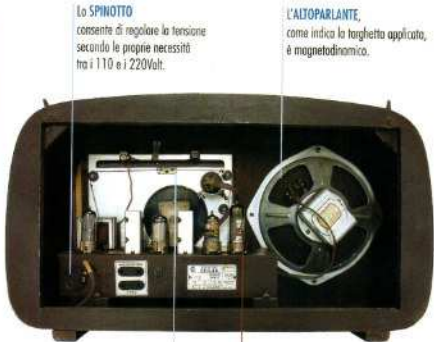 Lo SPINOTTO
consente di regolare la tensione
secondo le proprie necessità
tra i 110 e i 220Volt.
L'ALTOPARLANTE,
come indica la targhetta applicata,
è magnetodinamico.